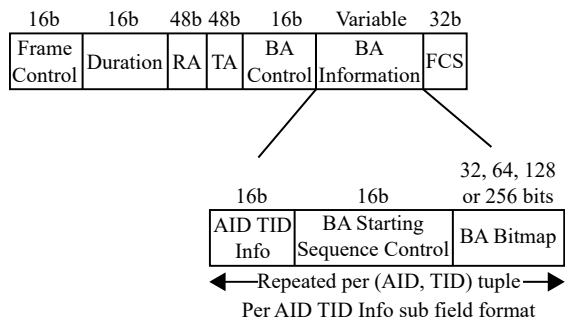 16b 16b 48b 48b 16b Variable 32b
Frame Control Duration RA TA BA Control BA Information FCS
32, 64, 128
or 256 bits
16b 16b
AID TID Info BA Starting Sequence Control BA Bitmap
Repeated per (AID, TID) tuple
Per AID TID Info sub field format